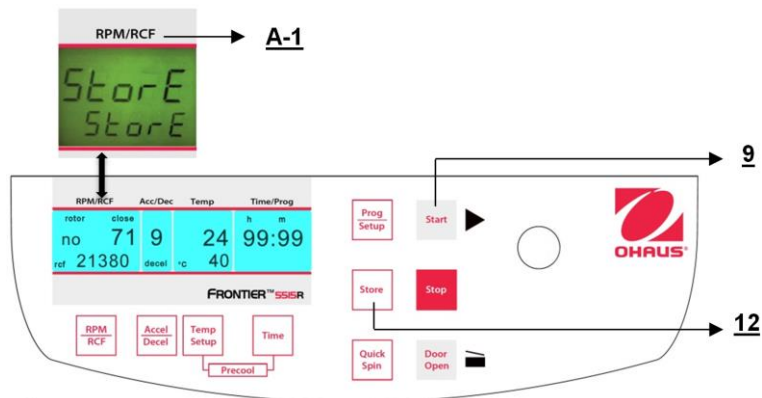 RPM/RCF
A-1
StorE
StorE
9
RPM/RCF Acc/Dec Temp Time/Prog
rotor close h m
no 71 9 24 99:99
rcf 21380 decel °C 40
FRONTIER™ 5515R
RPM
RCF
Accel
Decel
Temp
Setup
Time
Precool
Prog
Setup
Start
Store
Stop
12
Quick
Spin
Door
Open
OHAUS®